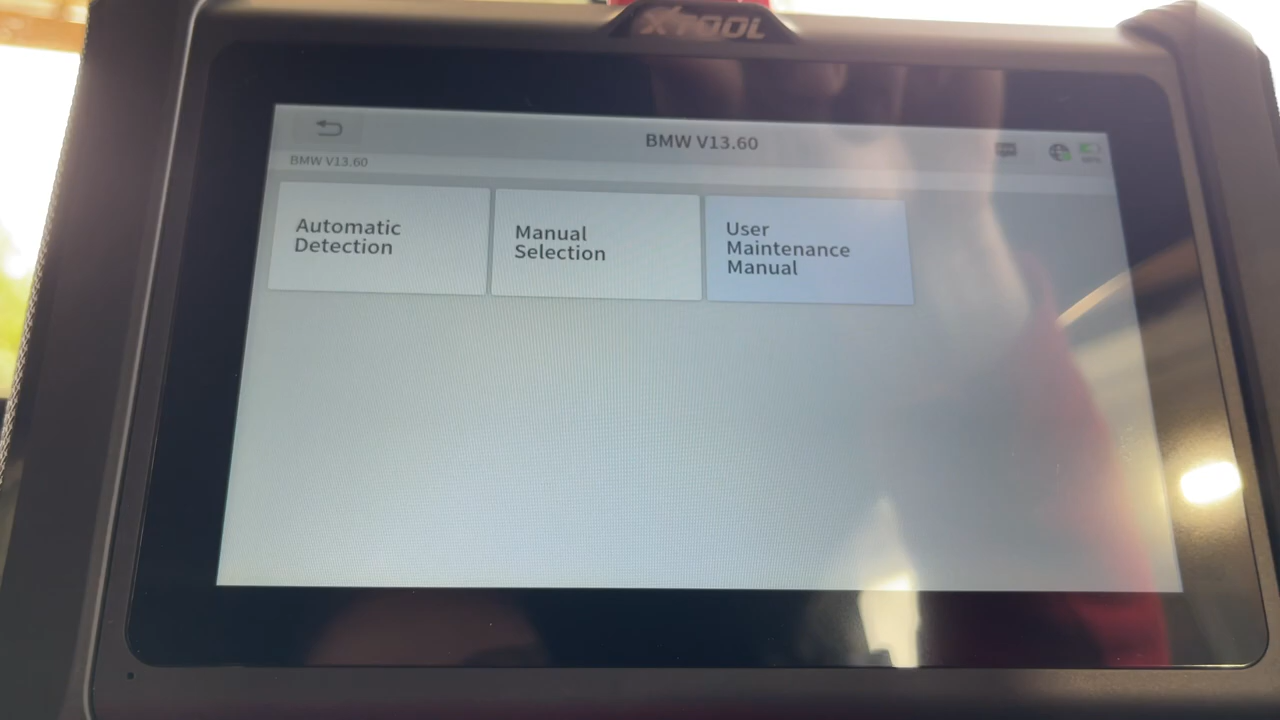 XTOOL
BMW V13.60
BMW V13.60
Automatic
Detection
Manual
Selection
User
Maintenance
Manual